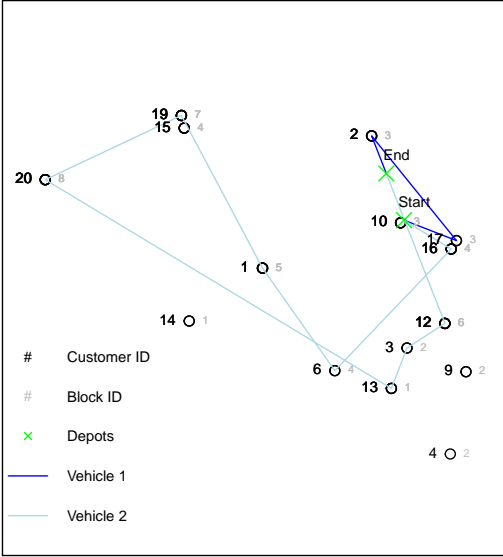 19 7
15 4
2 3
End
20 8
Start
10 3
17 3
16 4
1 5
14 1
12 6
3 2
# Customer ID
6 4
9 2
13 1
# Block ID
Depots
4 2
Vehicle 1
Vehicle 2